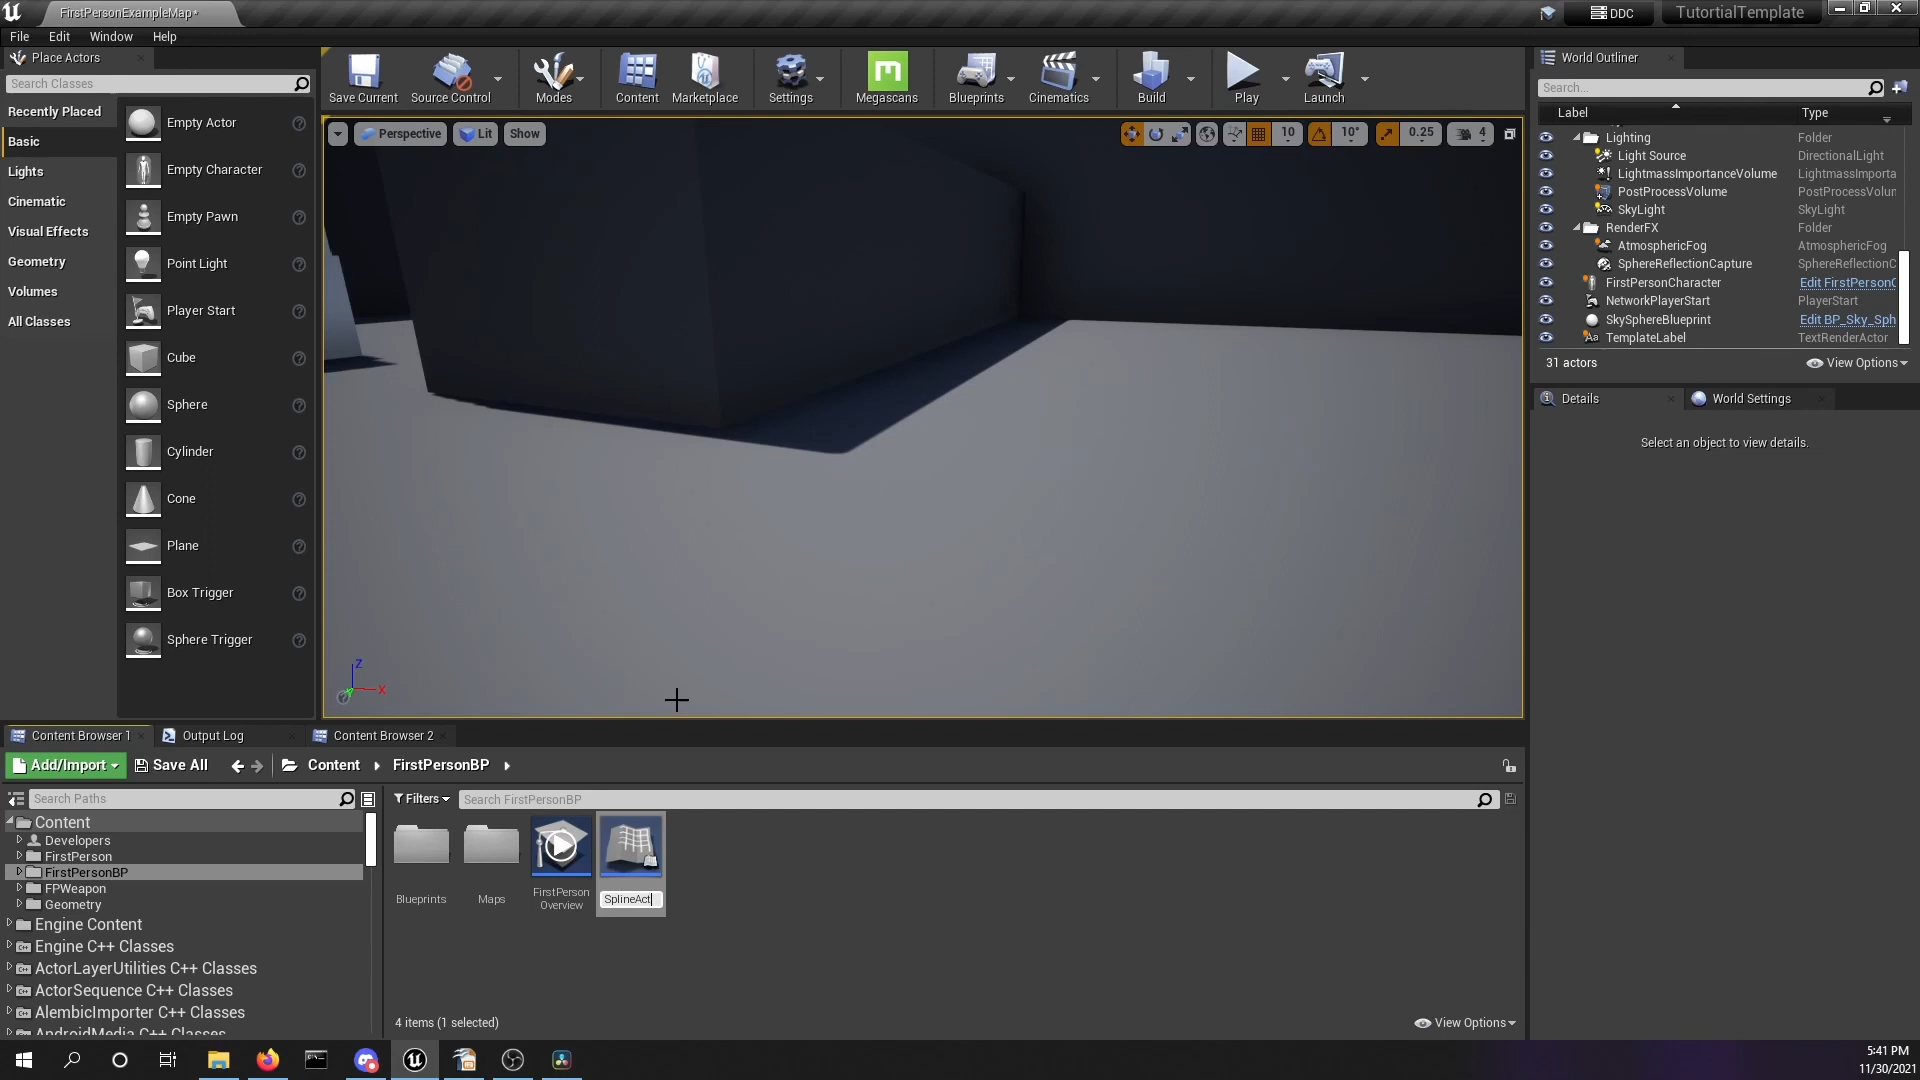 FirstPersonExampleMap*
DDC
TutortialTemplate
File
Edit
Window
Help
Place Actors
Search Classes
Recently Placed
Basic
Lights
Cinematic
Visual Effects
Geometry
Volumes
All Classes
Empty Actor
Empty Character
Empty Pawn
Point Light
Player Start
Cube
Sphere
Cylinder
Cone
Plane
Box Trigger
Sphere Trigger
Save Current
Source Control
Modes
Content
Marketplace
Settings
Megascans
Blueprints
Cinematics
Build
Play
Launch
Perspective
Lit
Show
10
10°
0.25
4
Z
X
World Outliner
Search...
Label
Type
Lighting Folder
Light Source DirectionalLight
LightmassImportanceVolume LightmassImporta
PostProcessVolume PostProcessVolun
SkyLight SkyLight
RenderFX Folder
AtmosphericFog AtmosphericFog
SphereReflectionCapture SphereReflectionC
FirstPersonCharacter Edit FirstPersonC
NetworkPlayerStart PlayerStart
SkySphereBlueprint Edit BP_Sky_Sph
TemplateLabel TextRenderActor
31 actors
View Options
Details
World Settings
Select an object to view details.
Content Browser 1
Output Log
Content Browser 2
Add/Import
Save All
Content
FirstPersonBP
Search Paths
Content
Developers
FirstPerson
FirstPersonBP
FPWeapon
Geometry
Engine Content
Engine C++ Classes
ActorLayerUtilities C++ Classes
ActorSequence C++ Classes
AlembicImporter C++ Classes
AndroidMedia C++ Classes
Filters
Search FirstPersonBP
Blueprints
Maps
FirstPerson
Overview
SplineAct
4 items (1 selected)
View Options
5:41 PM
11/30/2021